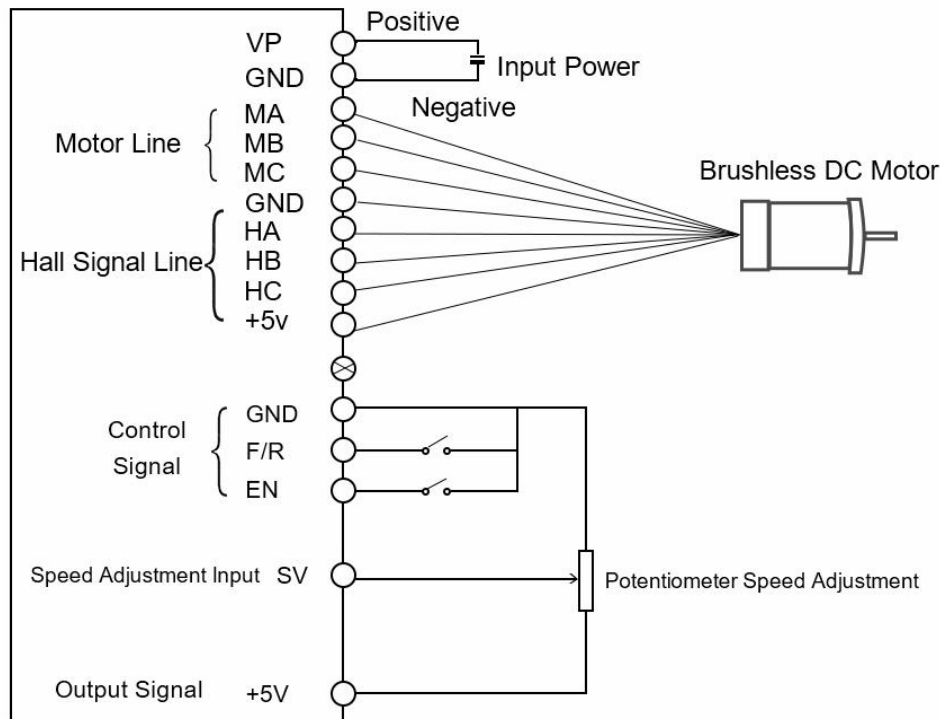 Positive
VP
Input Power
GND
Negative
MA
Motor Line
MB
MC
Brushless DC Motor
GND
HA
Hall Signal Line
HB
HC
+5v
GND
Control
Signal
F/R
EN
Speed Adjustment Input SV
Potentiometer Speed Adjustment
Output Signal +5V